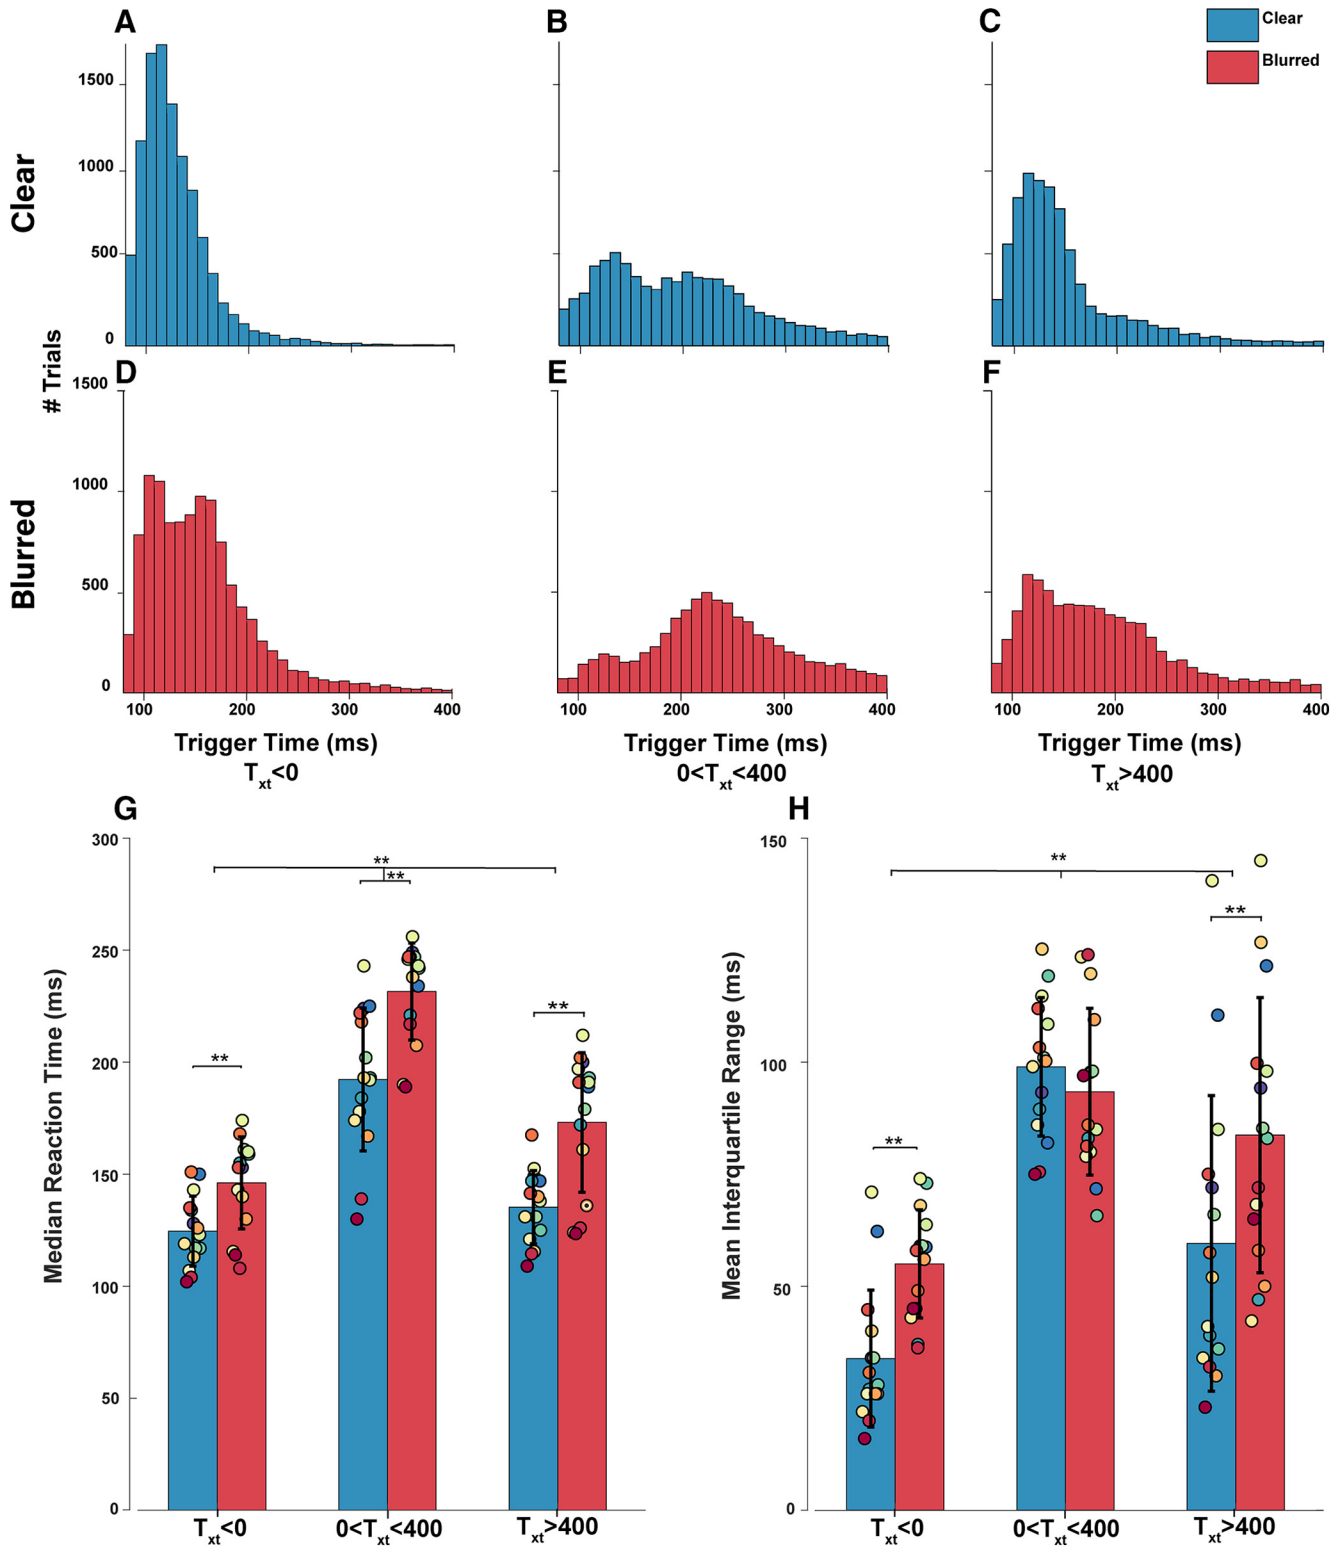 A
B
C
Clear
Blurred
1500
1000
500
0
Clear
# Trials
D
E
F
1500
1000
500
0
Blurred
100 200 300 400
100 200 300 400
100 200 300 400
Trigger Time (ms)
Trigger Time (ms)
Trigger Time (ms)
Txt<0
0<Txt<400
Txt>400
G
H
300
250
200
150
100
50
0
Median Reaction Time (ms)
**
**
**
**
Txt<0
0<Txt<400
Txt>400
150
100
50
0
Mean Interquartile Range (ms)
**
**
**
Txt<0
0<Txt<400
Txt>400